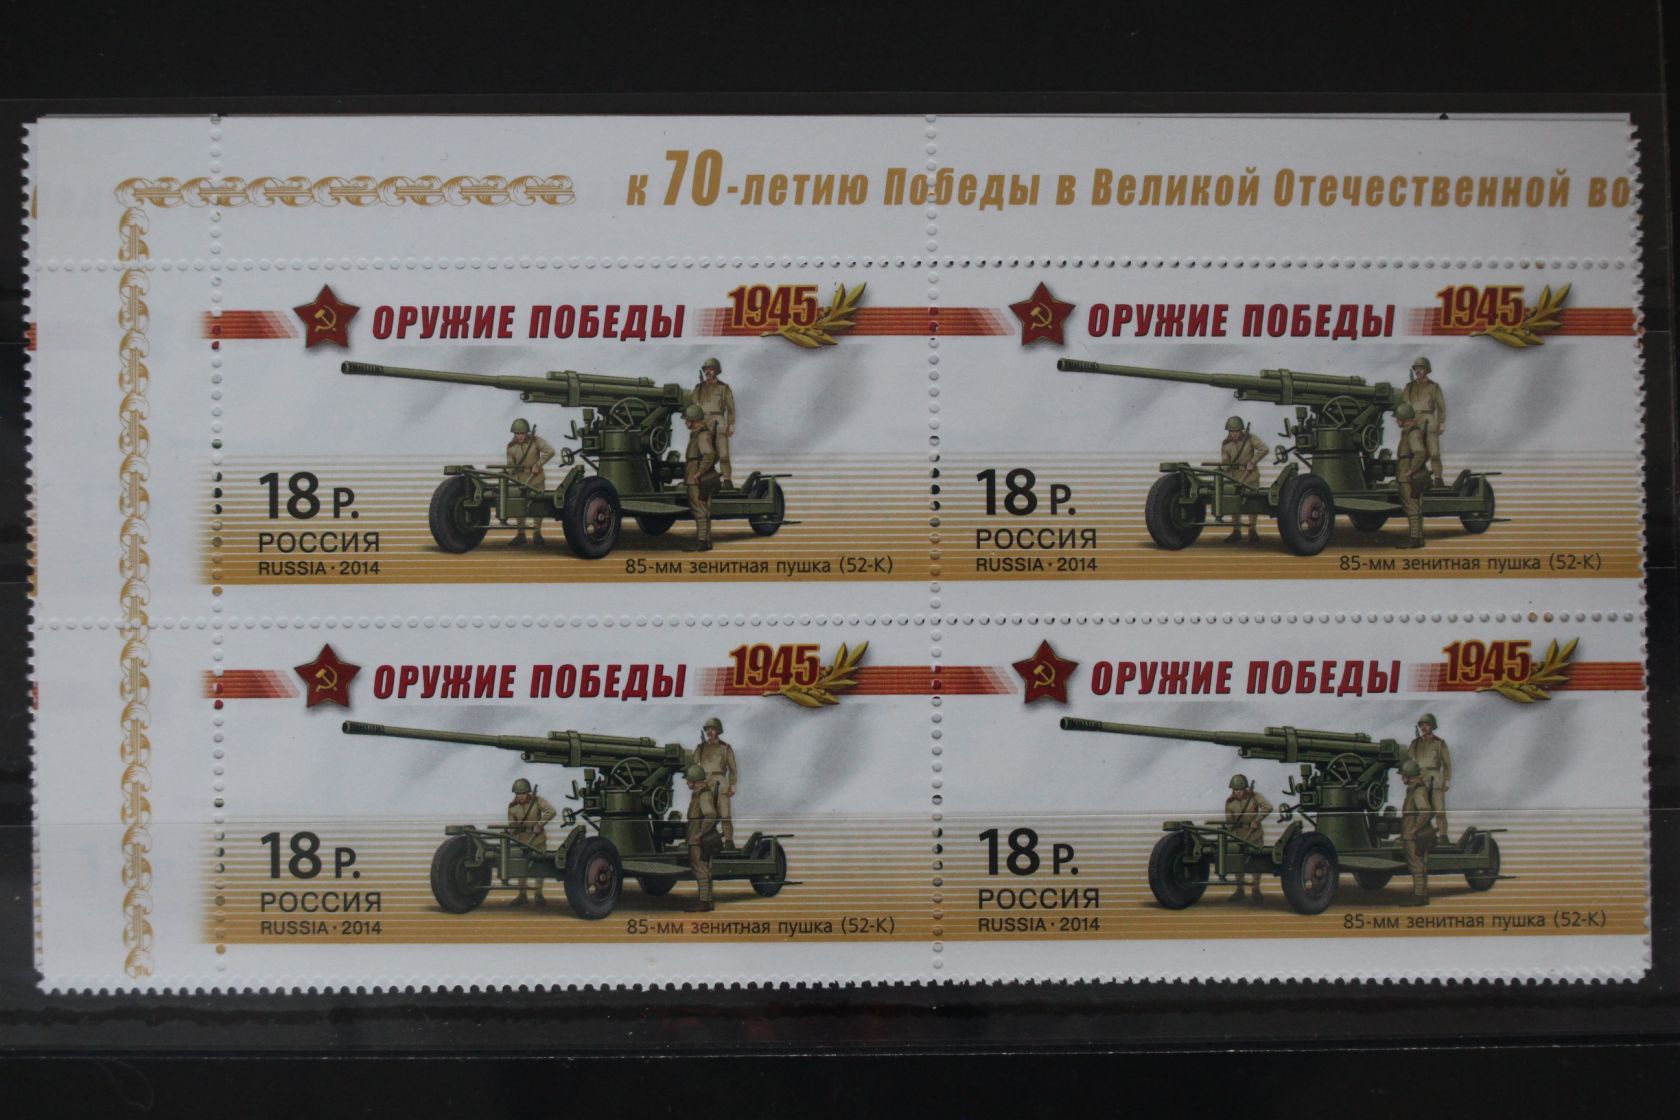 к 70-летию Победы в Великой Отечественной во
ОРУЖИЕ ПОБЕДЫ 1945
18 Р.
РОССИЯ
RUSSIA · 2014
85-мм зенитная пушка (52-К)
ОРУЖИЕ ПОБЕДЫ 1945
18 Р.
РОССИЯ
RUSSIA · 2014
85-мм зенитная пушка (52-К)
ОРУЖИЕ ПОБЕДЫ 1945
18 Р.
РОССИЯ
RUSSIA · 2014
85-мм зенитная пушка (52-К)
ОРУЖИЕ ПОБЕДЫ 1945
18 Р.
РОССИЯ
RUSSIA · 2014
85-мм зенитная пушка (52-К)